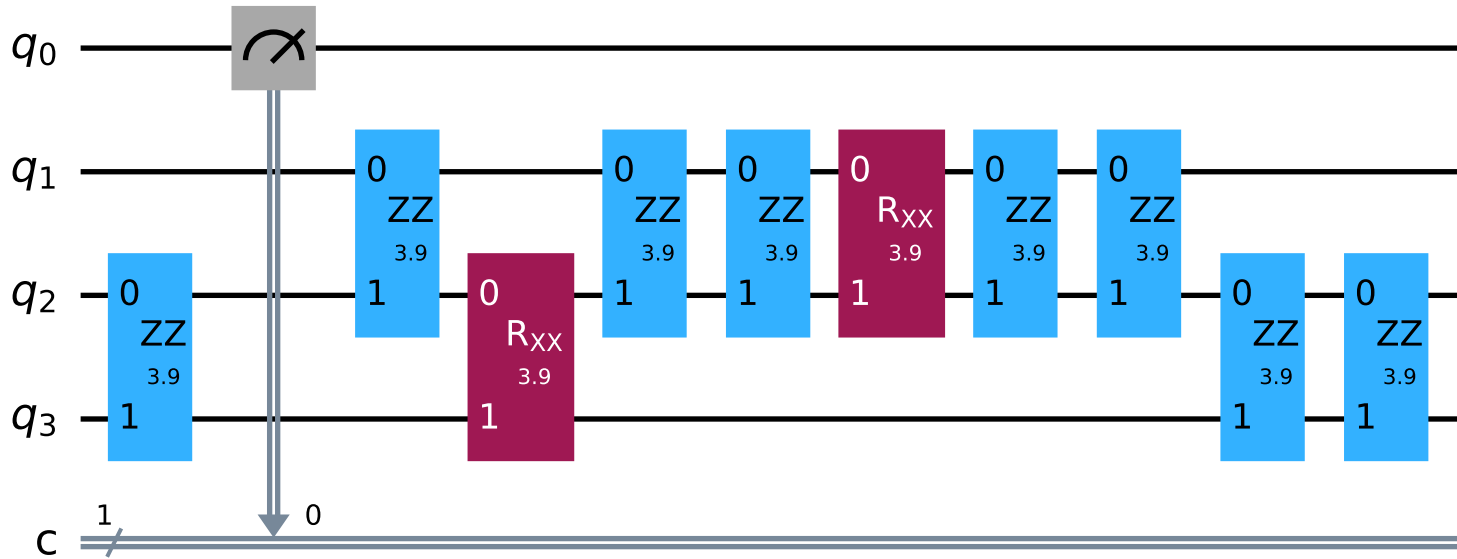 q0
0 0 0 0 0 0
q1
ZZ ZZ ZZ RXX ZZ ZZ
3.9 3.9 3.9 3.9 3.9 3.9
q2 0 1 0 1 1 1 1 1 0 0
ZZ RXX ZZ ZZ
3.9 3.9 3.9 3.9
q3 1 1 1 1
1 0
c